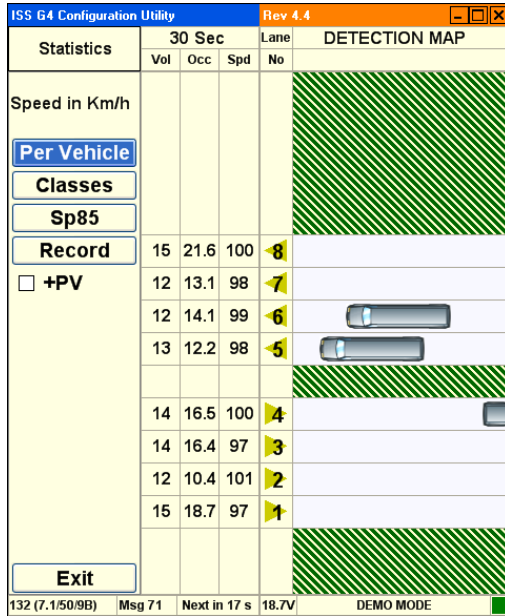 ISS G4 Configuration Utility Rev 4.4
Statistics 30 Sec Lane DETECTION MAP
Vol Occ Spd No
Speed in Km/h
Per Vehicle
Classes
Sp85
Record 15 21.6 100 8
+PV 12 13.1 98 7
12 14.1 99 6
13 12.2 98 5
14 16.5 100 4
14 16.4 97 3
12 10.4 101 2
15 18.7 97 1
Exit
132 (7.1/50/9B) Msg 71 Next in 17 s 18.7V DEMO MODE